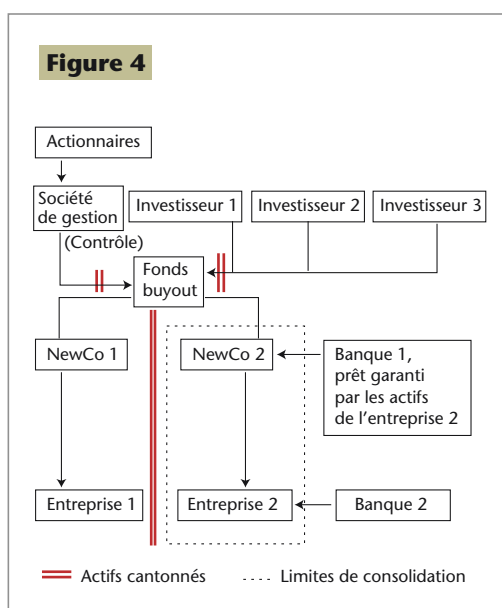 Figure 4
Actionnaires
Société
de gestion
Investisseur 1
Investisseur 2
Investisseur 3
(Contrôle)
Fonds
buyout
NewCo 1
NewCo 2
Banque 1,
prêt garanti
par les actifs
de l’entreprise 2
Entreprise 1
Entreprise 2
Banque 2
Actifs cantonnés
Limites de consolidation